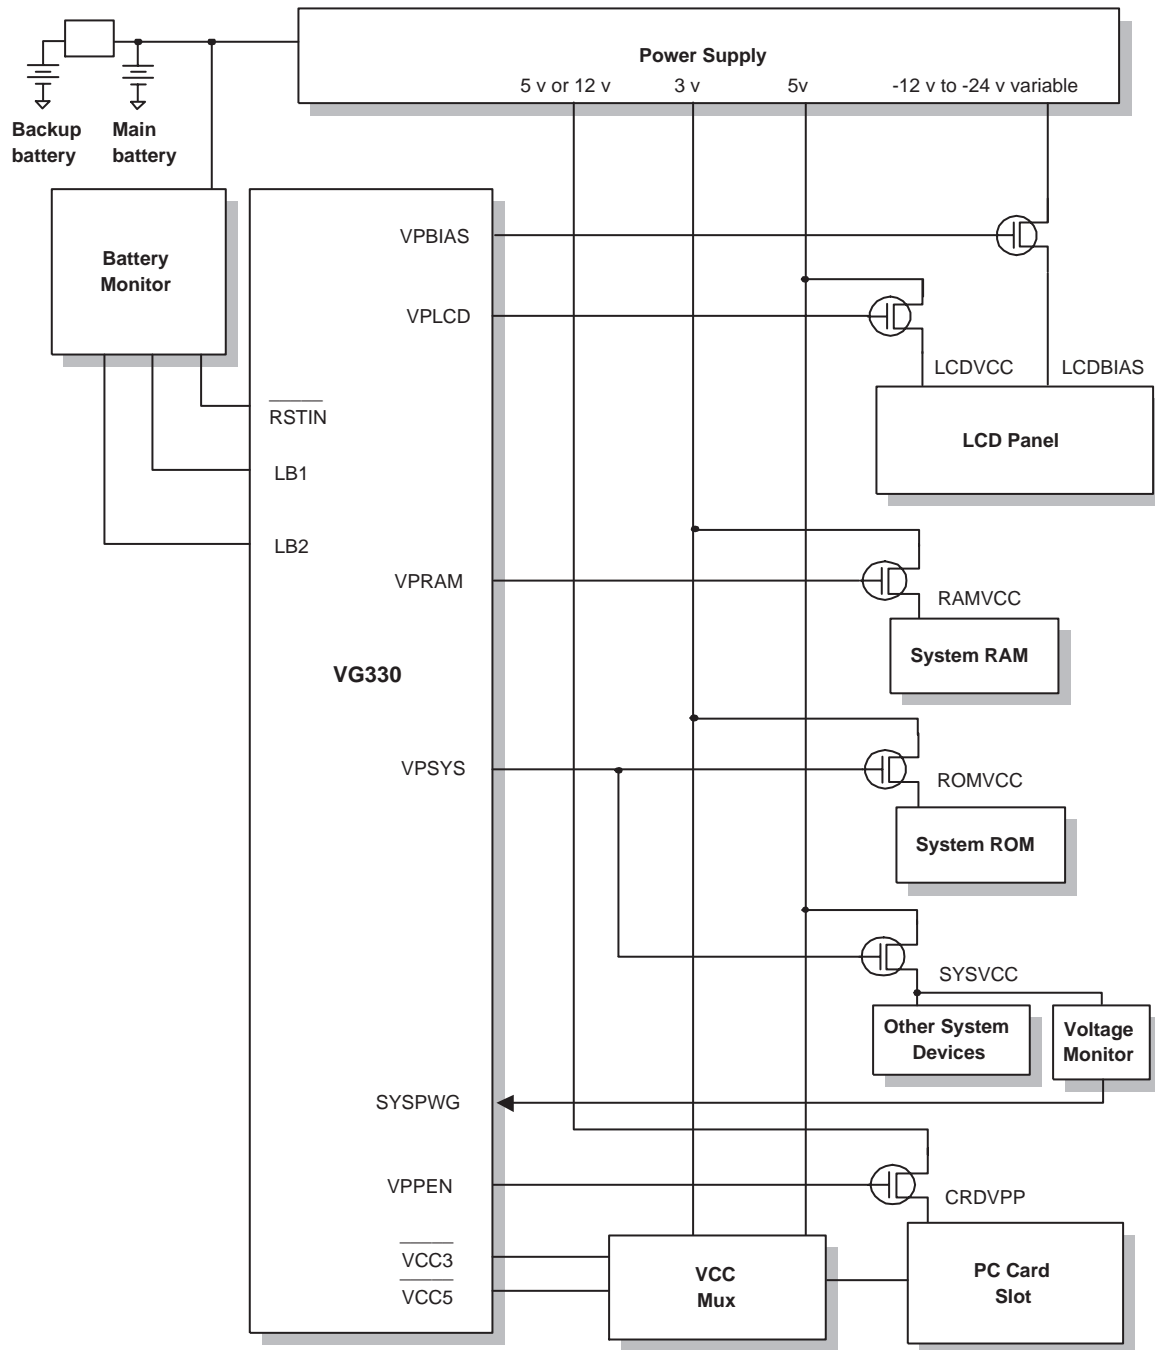 Power Supply
5 v or 12 v
3 v
5v
-12 v to -24 v variable
Backup
battery
Main
battery
Battery
Monitor
VPBIAS
VPLCD
LCDVCC
LCDBIAS
LCD Panel
RSTIN
LB1
LB2
VPRAM
RAMVCC
System RAM
VG330
VPSYS
ROMVCC
System ROM
SYSVCC
Other System
Devices
Voltage
Monitor
SYSPWG
VPPEN
CRDVPP
VCC3
VCC5
VCC
Mux
PC Card
Slot